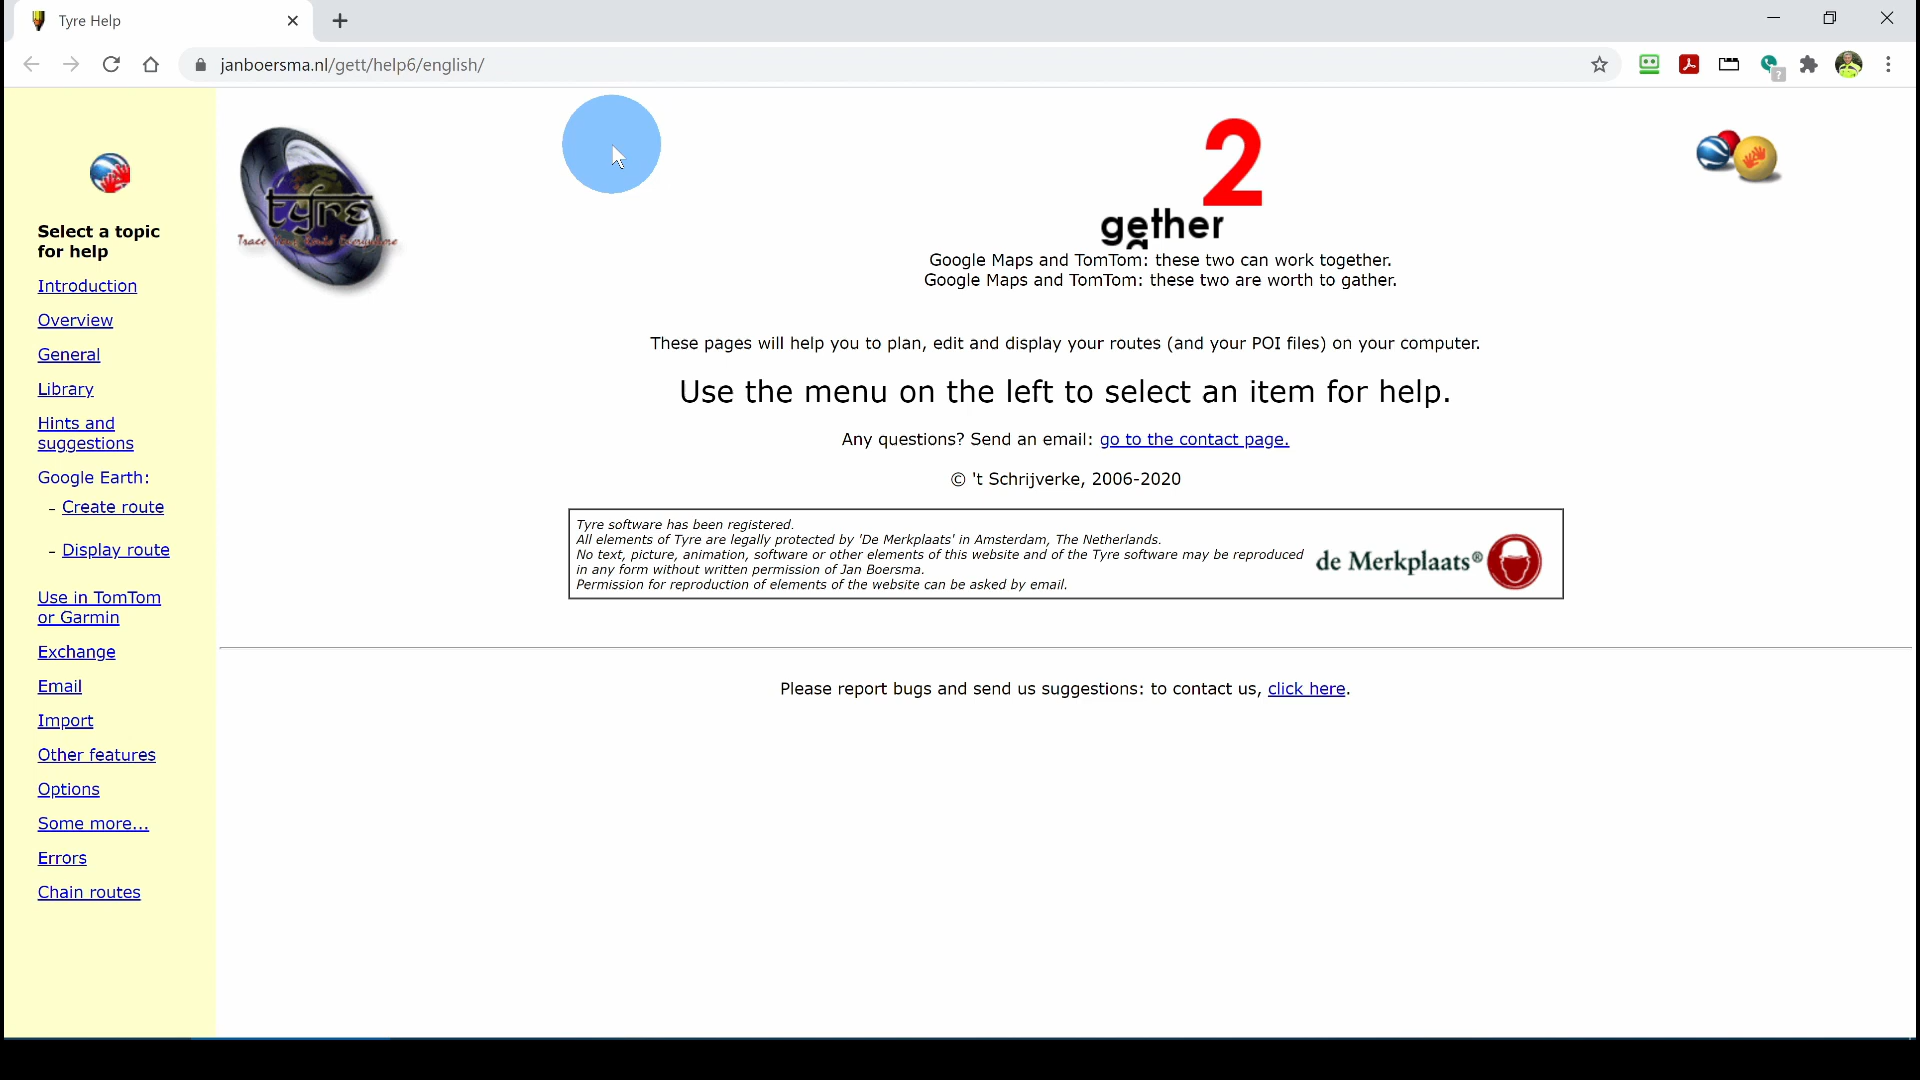 Tyre Help
janboersma.nl/gett/help6/english/
Select a topic
for help
Introduction
Overview
General
Library
Hints and
suggestions
Google Earth:
- Create route
- Display route
Use in TomTom
or Garmin
Exchange
Email
Import
Other features
Options
Some more...
Errors
Chain routes
tyre
Trace Your Route Everywhere
2
gether
Google Maps and TomTom: these two can work together.
Google Maps and TomTom: these two are worth to gather.
These pages will help you to plan, edit and display your routes (and your POI files) on your computer.
Use the menu on the left to select an item for help.
Any questions? Send an email: go to the contact page.
© 't Schrijverke, 2006-2020
Tyre software has been registered.
All elements of Tyre are legally protected by 'De Merkplaats' in Amsterdam, The Netherlands.
No text, picture, animation, software or other elements of this website and of the Tyre software may be reproduced
in any form without written permission of Jan Boersma.
Permission for reproduction of elements of the website can be asked by email.
de Merkplaats®
Please report bugs and send us suggestions: to contact us, click here.